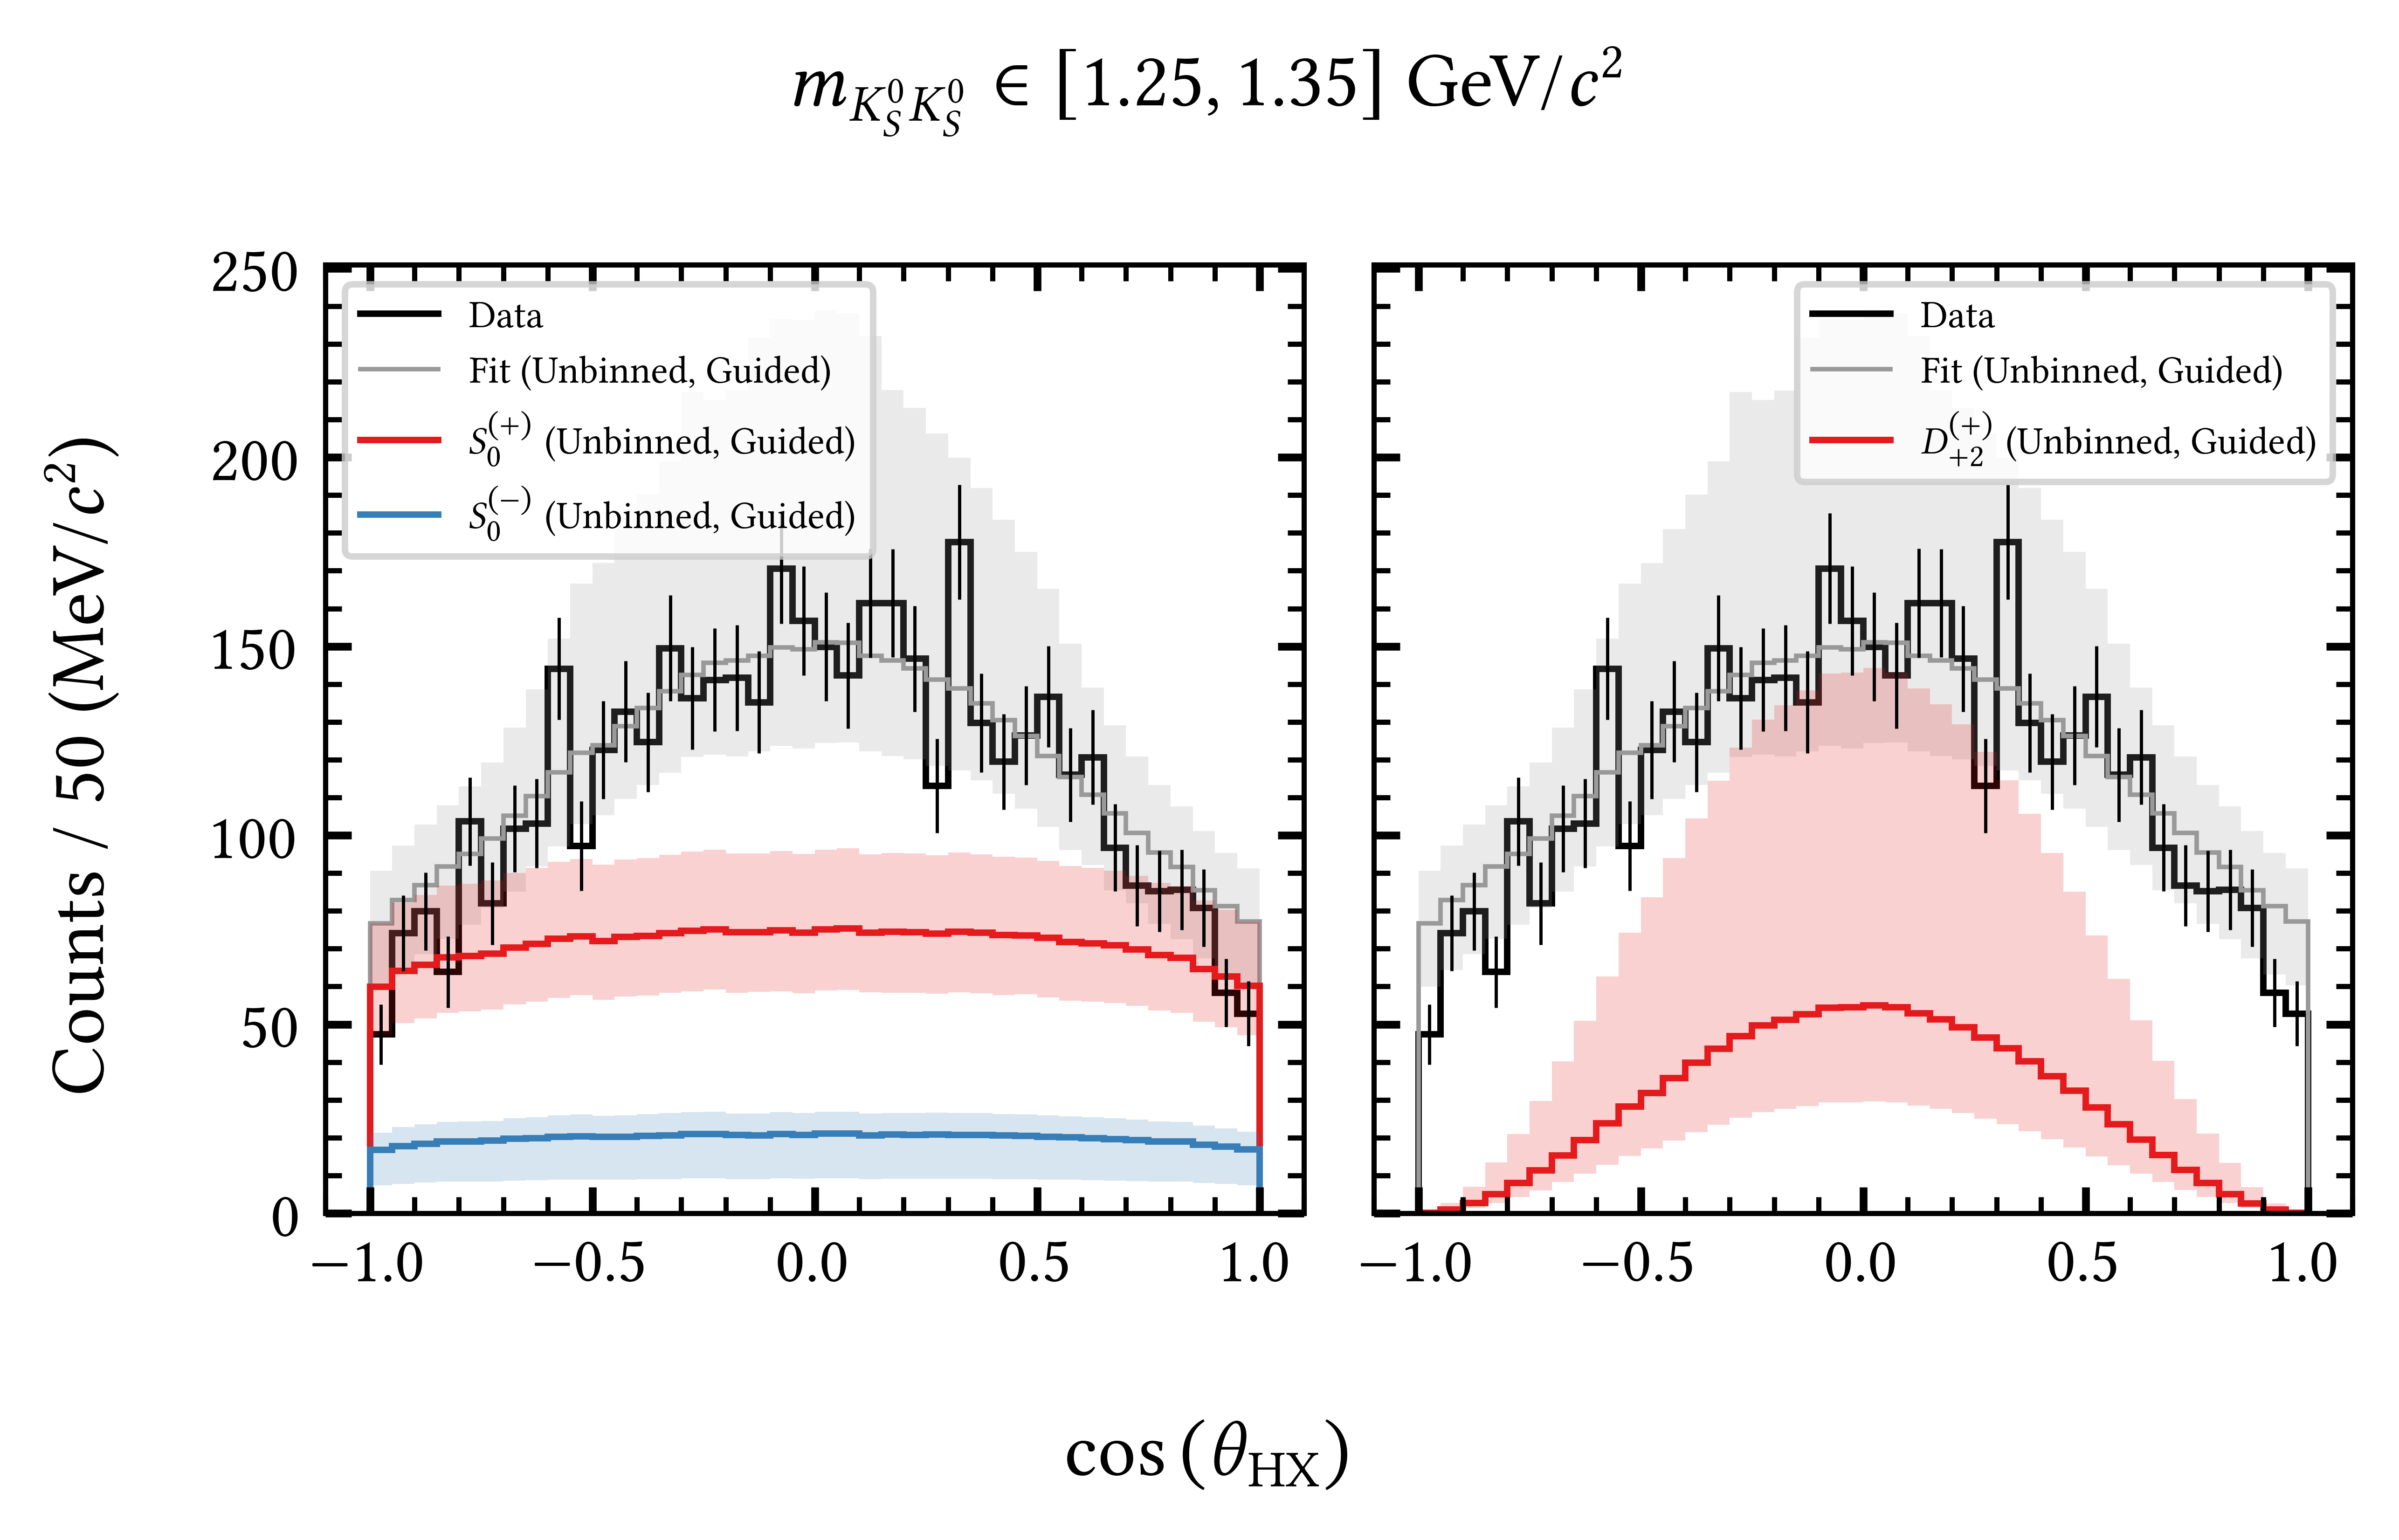 m_{K_S^0 K_S^0} ∈ [1.25, 1.35] GeV/c²
Counts / 50 (MeV/c²)
250
200
150
100
50
0
Data
Fit (Unbinned, Guided)
S_0^{(+)} (Unbinned, Guided)
S_0^{(−)} (Unbinned, Guided)
−1.0 −0.5 0.0 0.5 1.0
Data
Fit (Unbinned, Guided)
D_{+2}^{(+)} (Unbinned, Guided)
−1.0 −0.5 0.0 0.5 1.0
cos (θ_{HX})